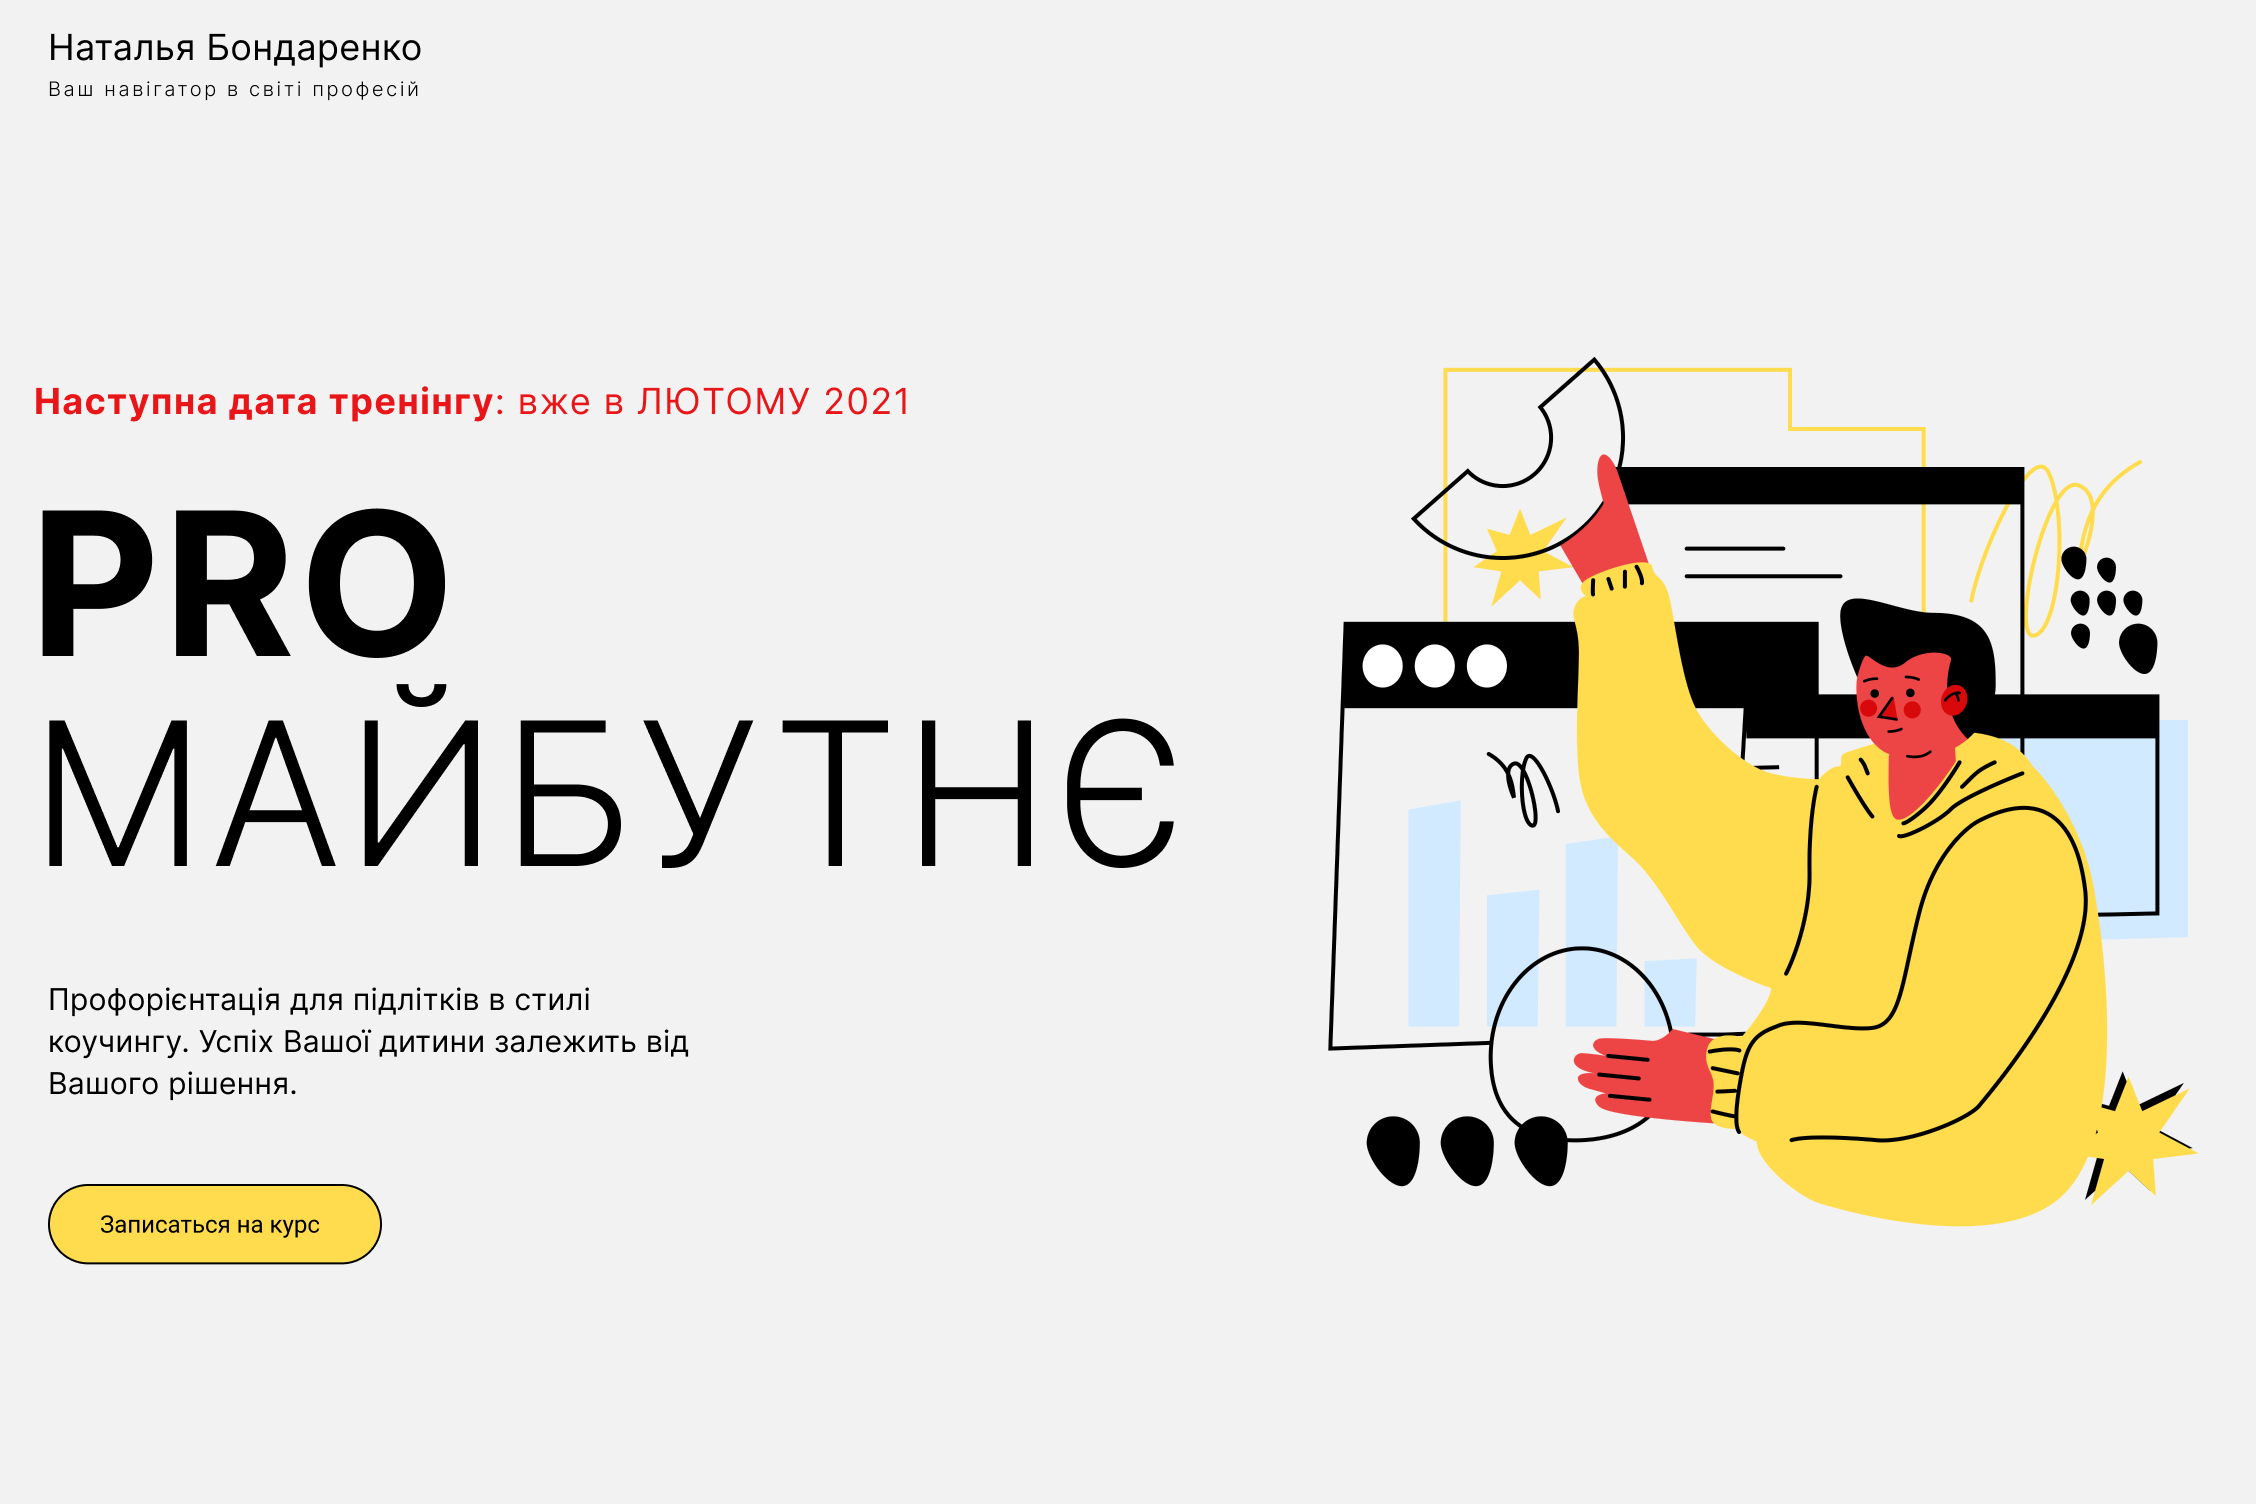 Наталья Бондаренко
Ваш навігатор в світі професій
Наступна дата тренінгу: вже в ЛЮТОМУ 2021
PRO
МАЙБУТНЄ
Профорієнтація для підлітків в стилі
коучингу. Успіх Вашої дитини залежить від
Вашого рішення.
Записаться на курс